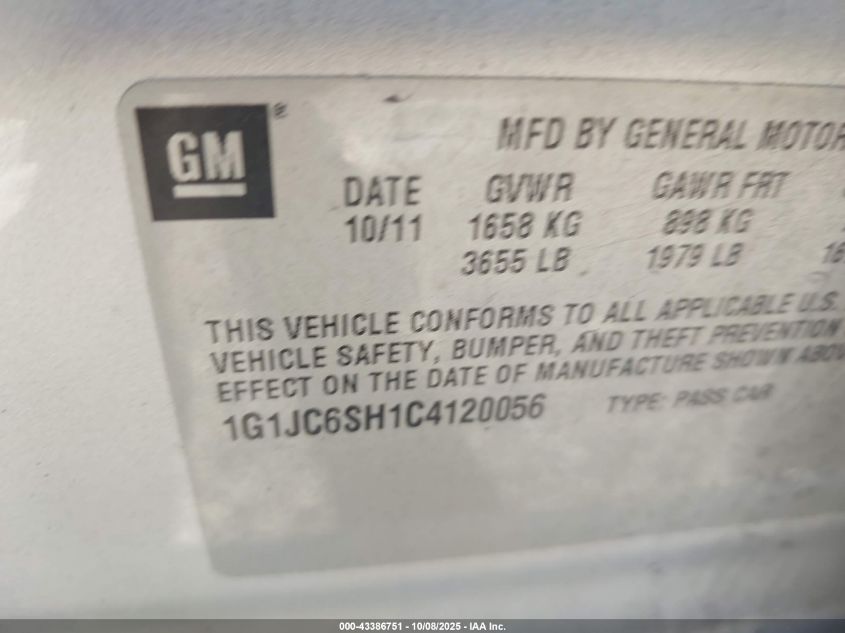 GM ®
MFD BY GENERAL MOTOR
DATE GVWR GAWR FRT
10/11 1658 KG 898 KG
3655 LB 1979 LB 16
THIS VEHICLE CONFORMS TO ALL APPLICABLE U.S.
VEHICLE SAFETY, BUMPER, AND THEFT PREVENTION
EFFECT ON THE DATE OF MANUFACTURE SHOWN ABOV
1G1JC6SH1C4120056 TYPE: PASS CAR
000-43386751 - 10/08/2025 - IAA Inc.